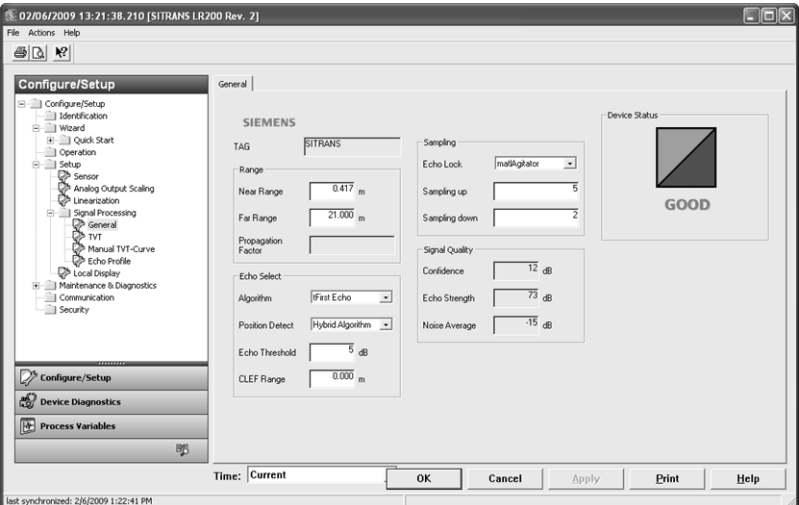 02/06/2009 13:21:38.210 [SITRANS LR200 Rev. 2]
File Actions Help
Configure/Setup
Configure/Setup
Identification
Wizard
Quick Start
Operation
Setup
Sensor
Analog Output Scaling
Linearization
Signal Processing
General
TVT
Manual TVT-Curve
Echo Profile
Local Display
Maintenance & Diagnostics
Communication
Security
Configure/Setup
Device Diagnostics
Process Variables
General
SIEMENS
TAG SITRANS
Range
Near Range 0.417 m
Far Range 21.000 m
Propagation
Factor
Echo Select
Algorithm tFirst Echo
Position Detect Hybrid Algorithm
Echo Threshold 5 dB
CLEF Range 0.000 m
Sampling
Echo Lock matlAgitator
Sampling up 5
Sampling down 2
Signal Quality
Confidence 12 dB
Echo Strength 73 dB
Noise Average -15 dB
Device Status
GOOD
Time: Current
OK Cancel Apply Print Help
last synchronized: 2/6/2009 1:22:41 PM